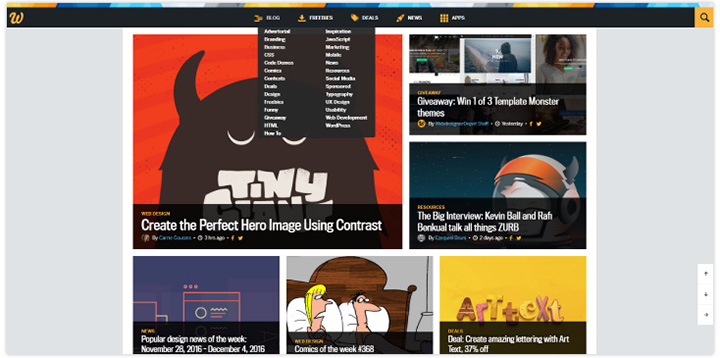 W
BLOG
FREEBIES
DEALS
NEWS
APPS
Advertorial
Branding
Business
CSS
Code Demos
Comics
Contests
Deals
Design
Freebies
Funny
Giveaway
HTML
How To
Inspiration
JavaScript
Marketing
Mobile
News
Resources
Social Media
Sponsored
Typography
UX Design
Usability
Web Development
WordPress
TINY
GIANT
WEB DESIGN
Create the Perfect Hero Image Using Contrast
By Carrie Cousins • 3 hrs ago •
GIVEAWAY
Giveaway: Win 1 of 3 Template Monster
themes
By WebdesignerDepot Staff • Yesterday •
RESOURCES
The Big Interview: Kevin Ball and Rafi
Benkual talk all things ZURB
By Ezequiel Bruni • 2 days ago •
NEWS
Popular design news of the week:
November 28, 2016 – December 4, 2016
WEB DESIGN
Comics of the week #368
Art text
DEALS
Deal: Create amazing lettering with Art
Text, 37% off